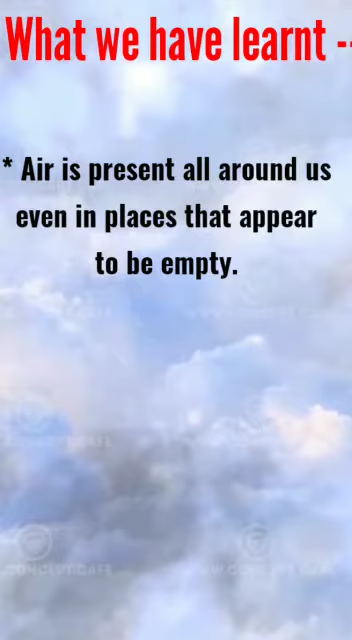 What we have learnt --
* Air is present all around us
even in places that appear
to be empty.